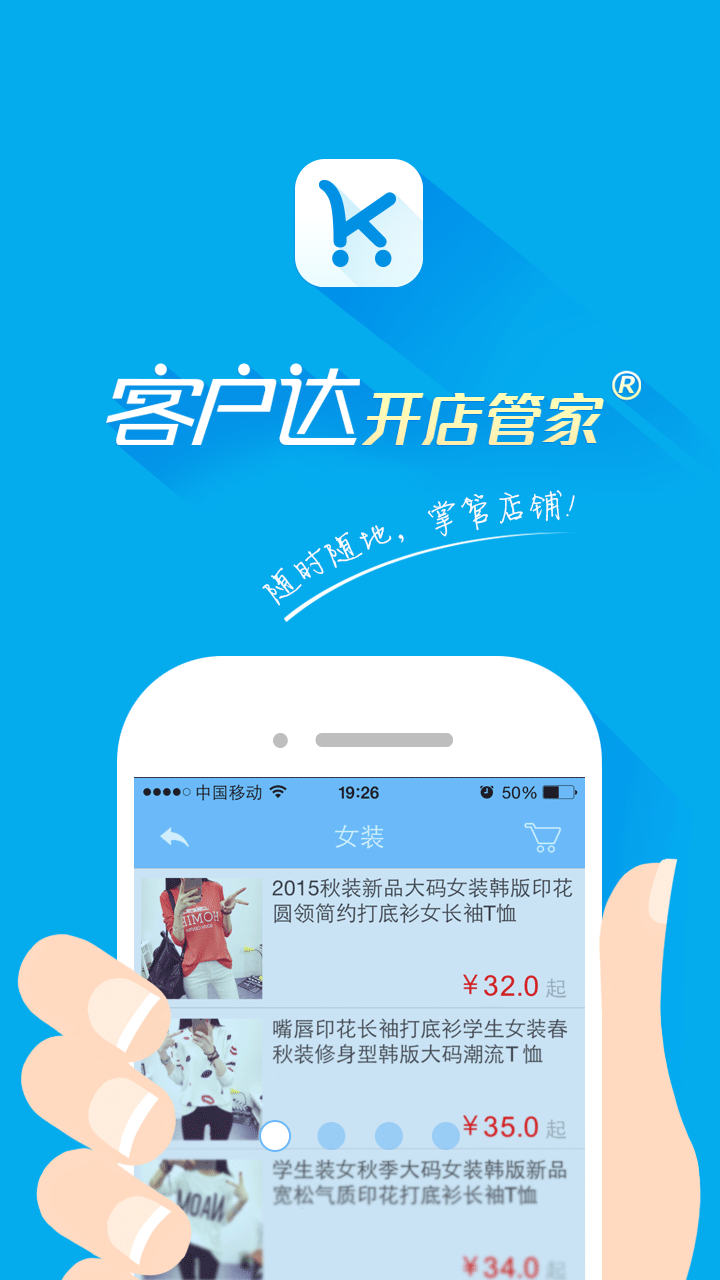 客户达开店管家®
随时随地，掌管店铺！
中国移动 19:26 50%
女装
2015秋装新品大码女装韩版印花
圆领简约打底衫女长袖T恤
￥32.0 起
嘴唇印花长袖打底衫学生女装春
秋装修身型韩版大码潮流T恤
￥35.0 起
学生装女秋季大码女装韩版新品
宽松气质印花打底衫长袖T恤
￥34.0 起